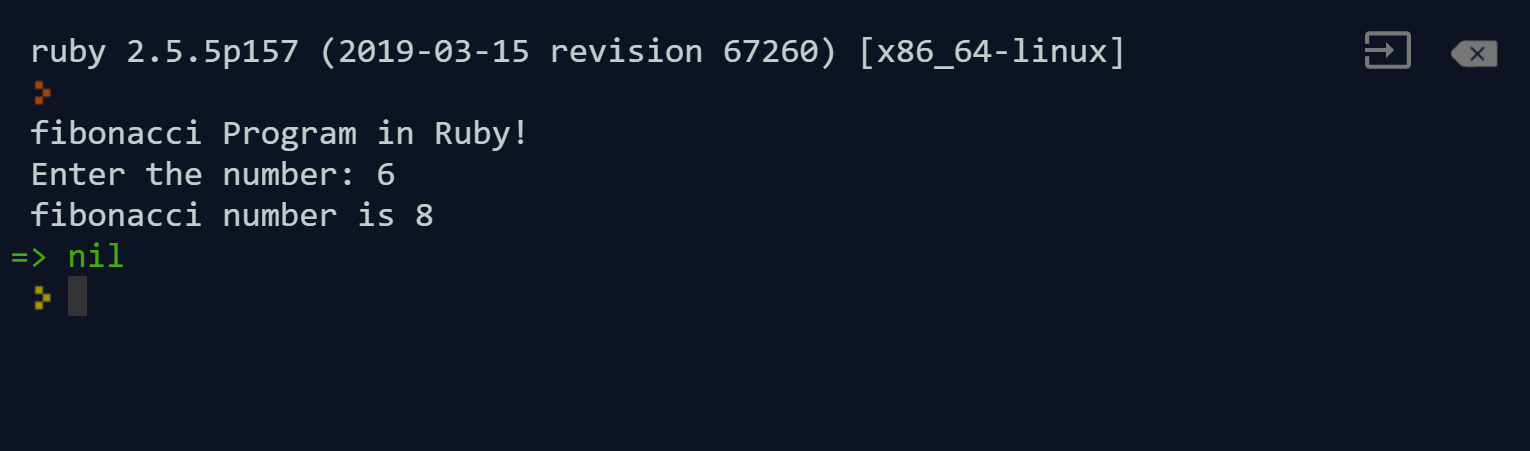 ruby 2.5.5p157 (2019-03-15 revision 67260) [x86_64-linux]
fibonacci Program in Ruby!
Enter the number: 6
fibonacci number is 8
=> nil